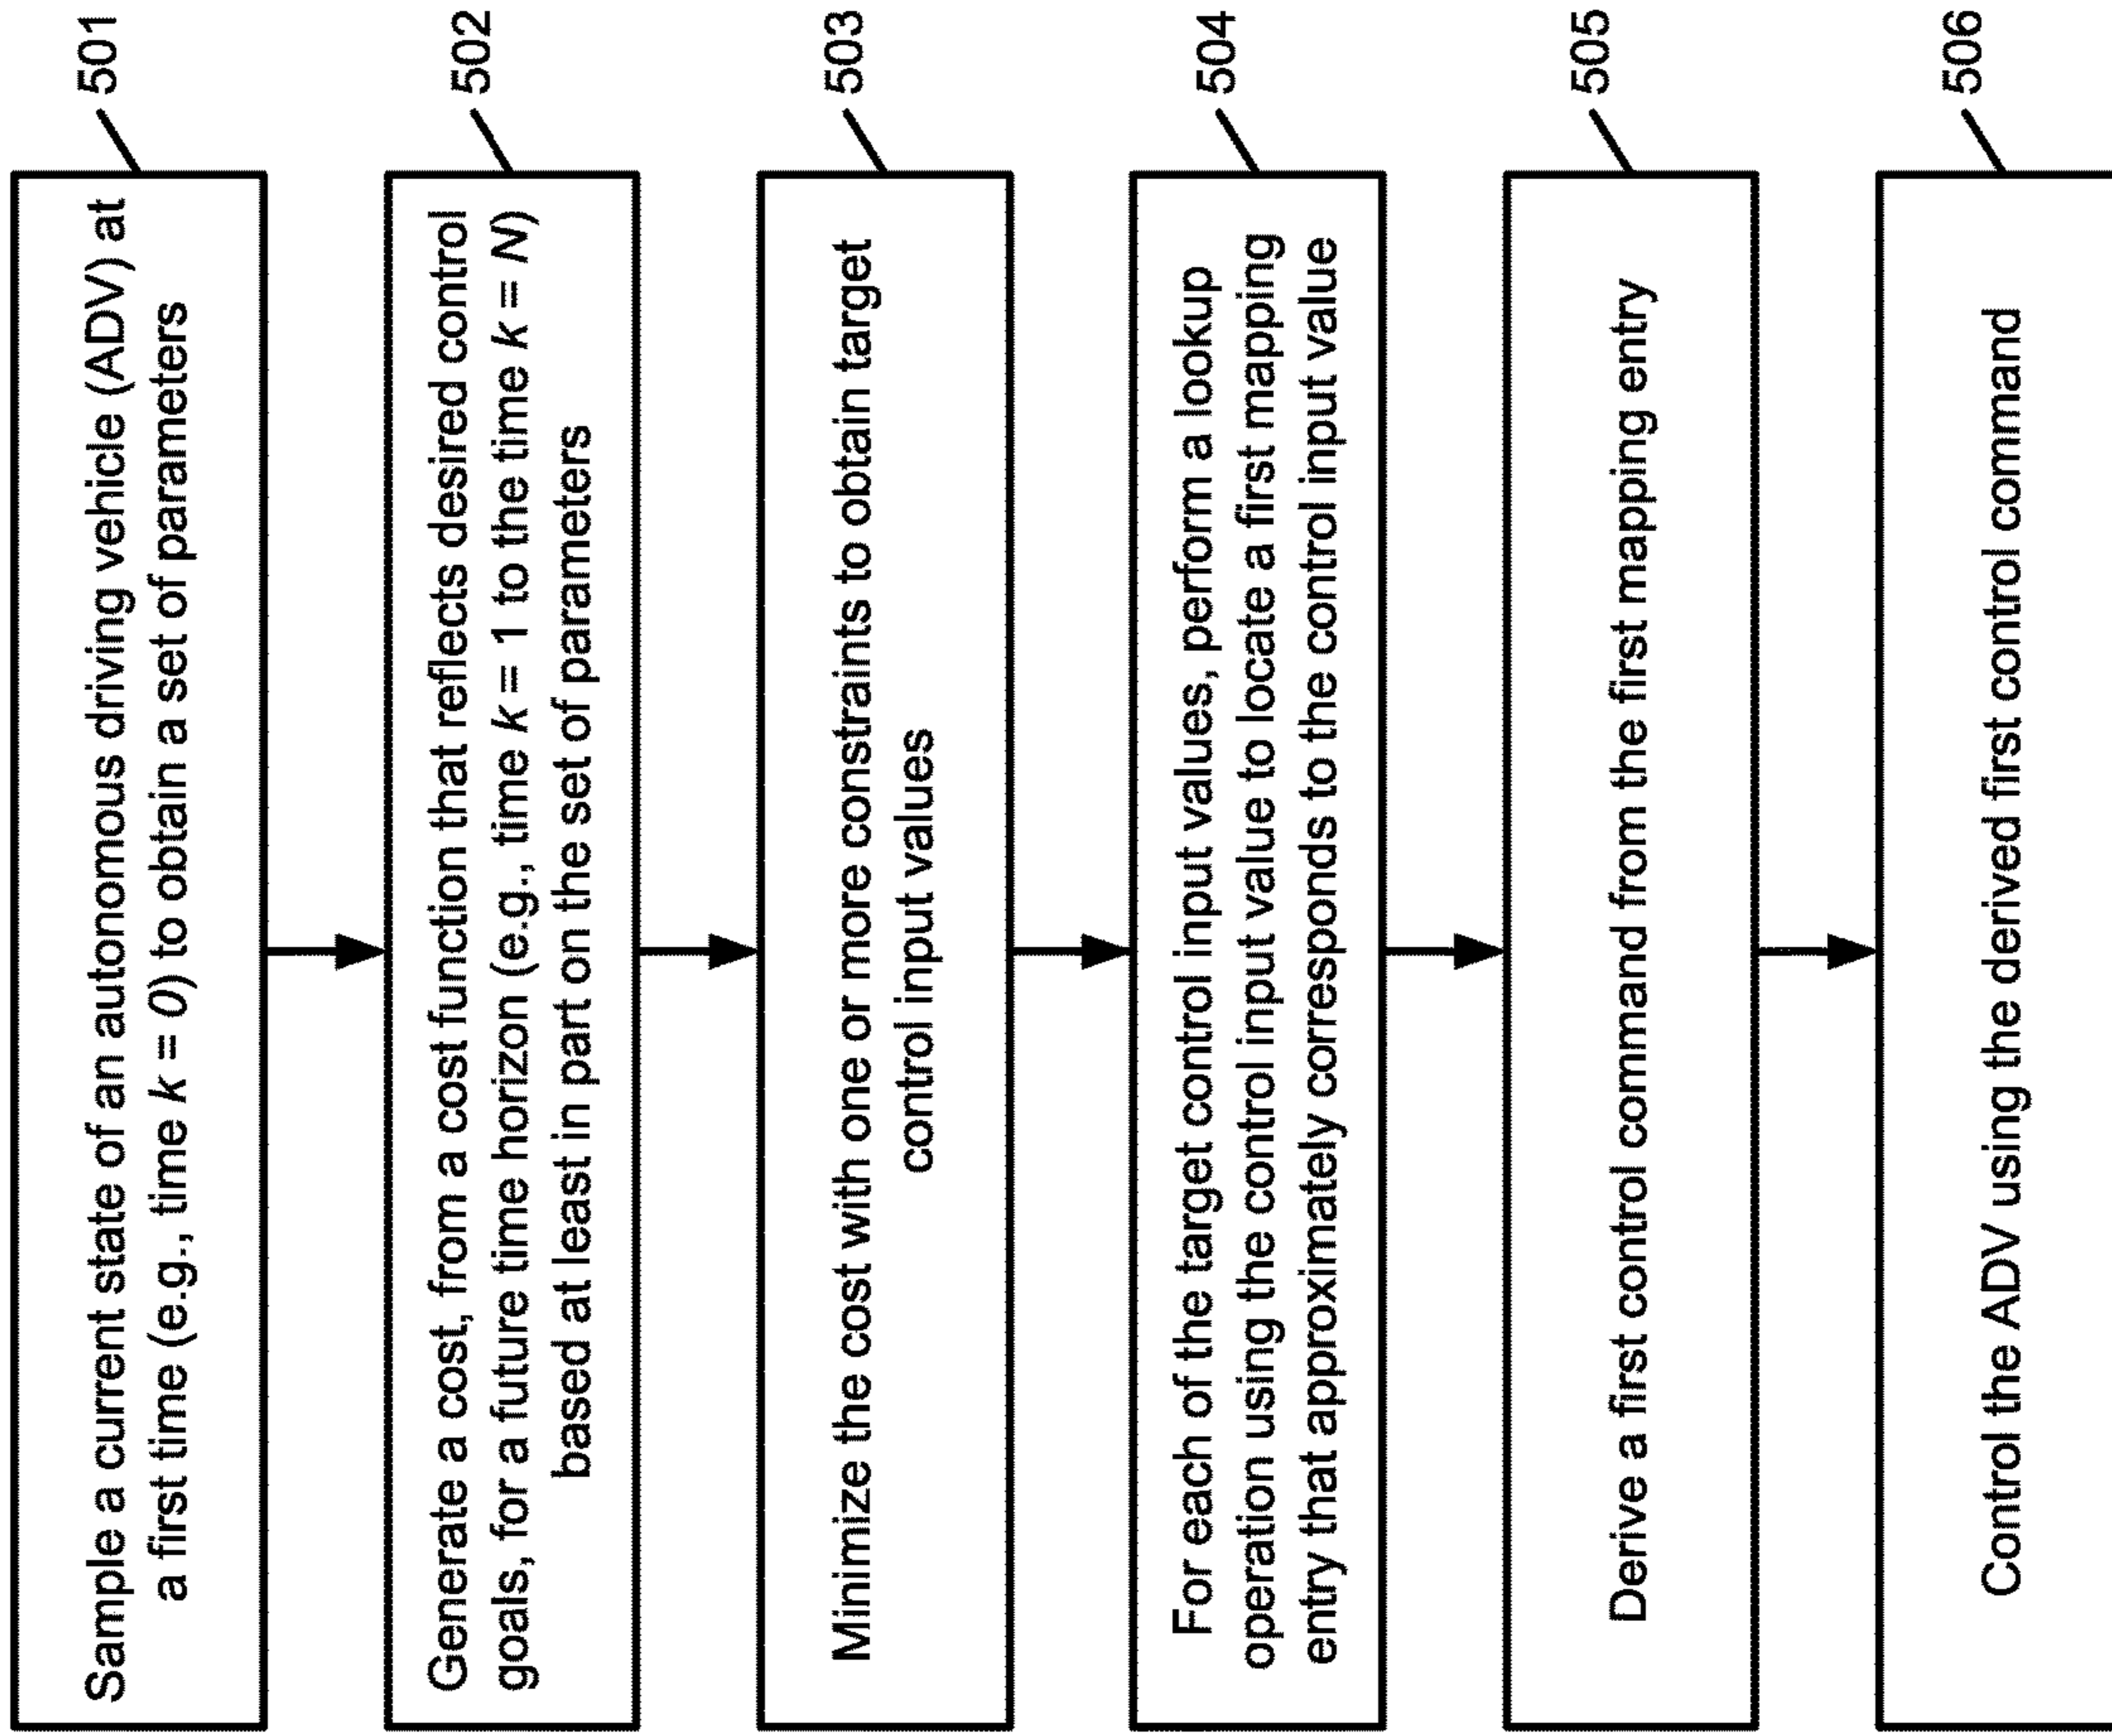 Sample a current state of an autonomous driving vehicle (ADV) at
a first time (e.g., time k = 0) to obtain a set of parameters
501
Generate a cost, from a cost function that reflects desired control
goals, for a future time horizon (e.g., time k = 1 to the time k = N)
based at least in part on the set of parameters
502
Minimize the cost with one or more constraints to obtain target
control input values
503
For each of the target control input values, perform a lookup
operation using the control input value to locate a first mapping
entry that approximately corresponds to the control input value
504
Derive a first control command from the first mapping entry
505
Control the ADV using the derived first control command
506